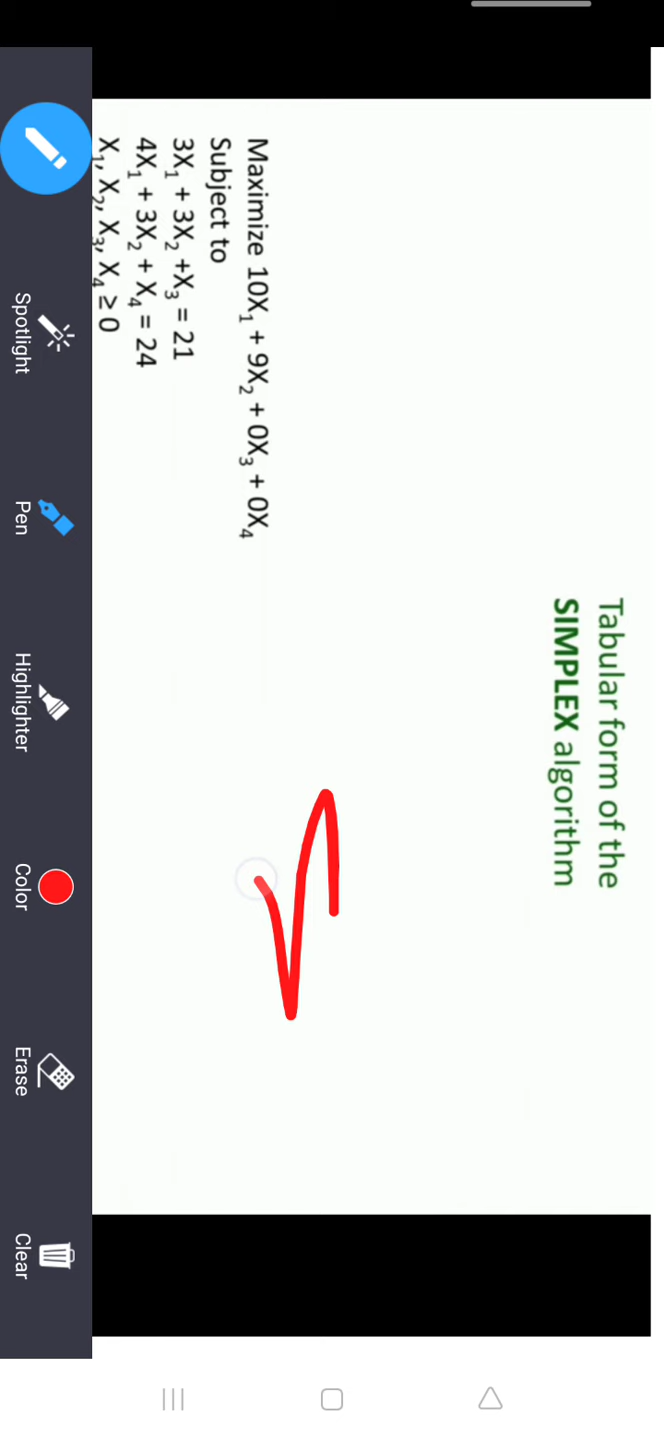 Tabular form of the
SIMPLEX algorithm
Maximize 10X₁ + 9X₂ + 0X₃ + 0X₄
Subject to
3X₁ + 3X₂ +X₃ = 21
4X₁ + 3X₂ + X₄ = 24
X₁, X₂, X₃, X₄ ≥ 0
Spotlight
Pen
Highlighter
Color
Erase
Clear